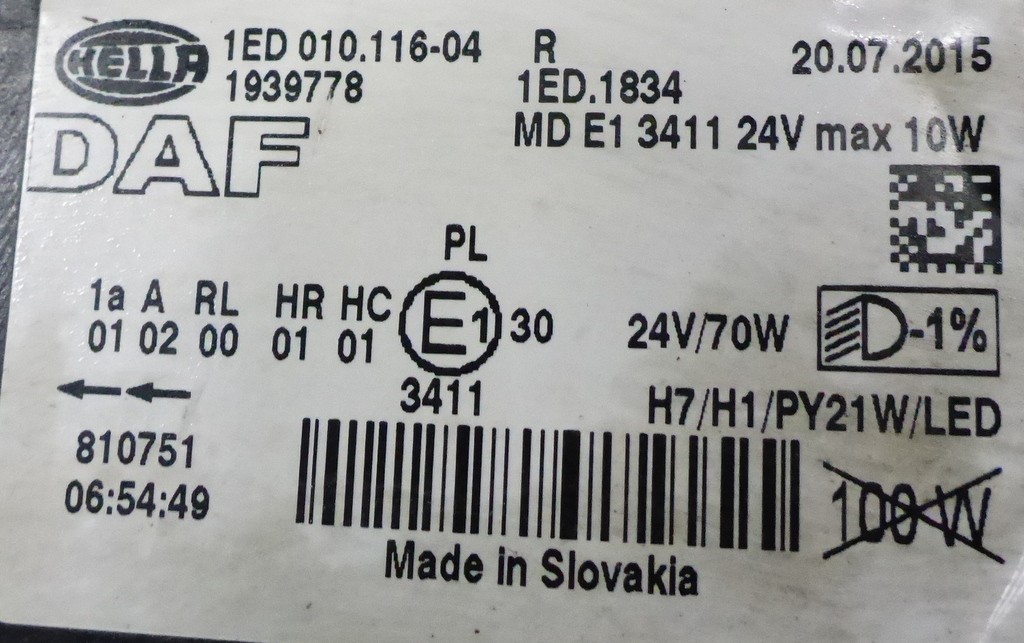 HELLA 1ED 010.116-04 R 20.07.2015
1939778 1ED.1834
DAF MD E1 3411 24V max 10W
PL
1a A RL HR HC E1 30 24V/70W D-1%
01 02 00 01 01
3411 H7/H1/PY21W/LED
810751
06:54:49 100 W
Made in Slovakia